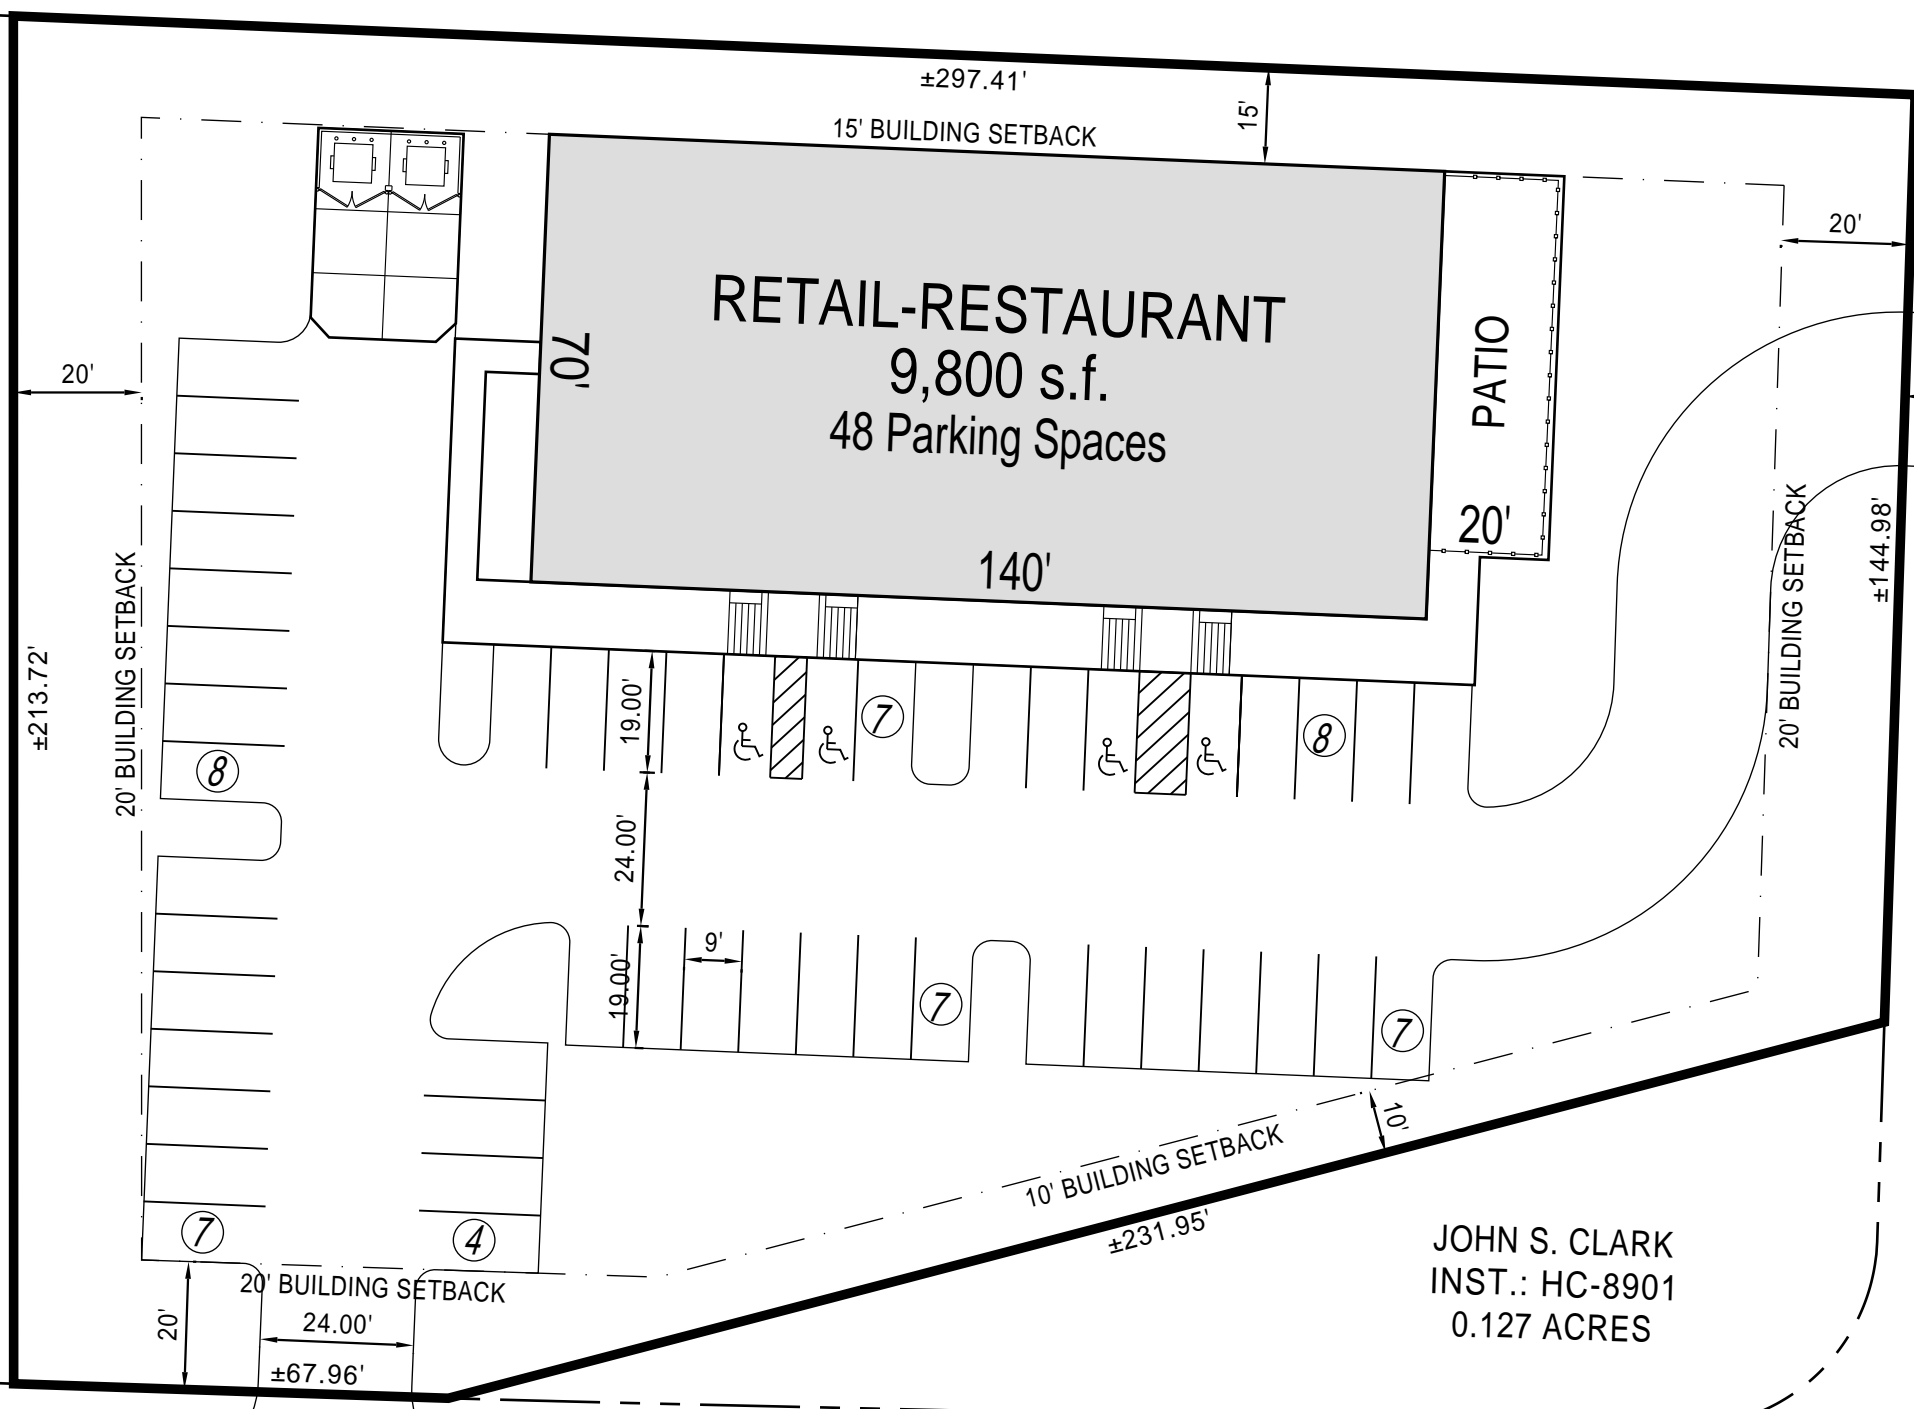 ±297.41'
15' BUILDING SETBACK
15'
20'
RETAIL-RESTAURANT
9,800 s.f.
48 Parking Spaces
70'
140'
PATIO
20'
20'
20' BUILDING SETBACK
±213.72'
20' BUILDING SETBACK
±144.98'
8
7
8
19.00'
24.00'
19.00'
9'
7
7
7
4
10'
10' BUILDING SETBACK
±231.95'
20' BUILDING SETBACK
20'
24.00'
±67.96'
JOHN S. CLARK
INST.: HC-8901
0.127 ACRES